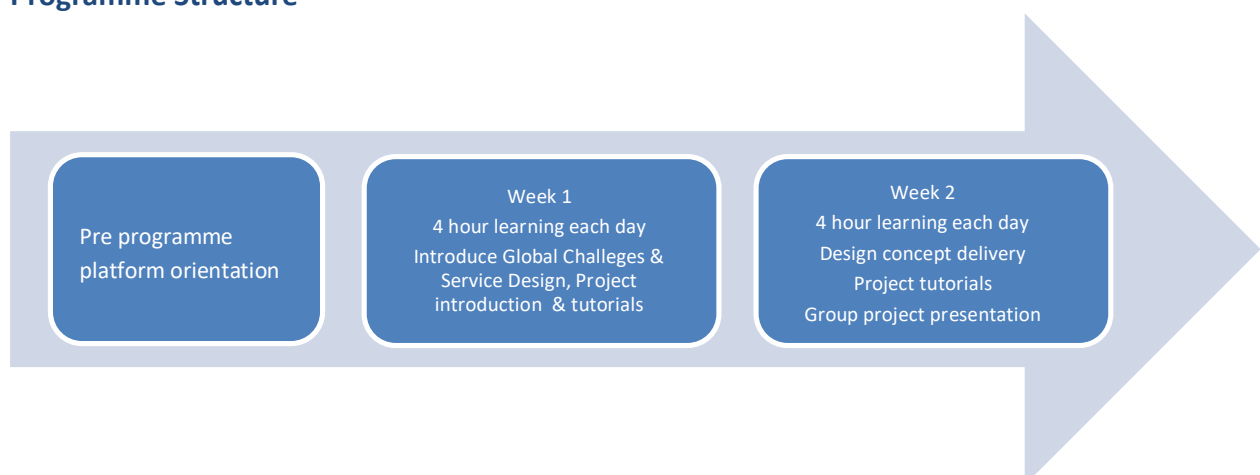 Programme Structure
Pre programme
platform orientation
Week 1
4 hour learning each day
Introduce Global Challeges &
Service Design, Project
introduction & tutorials
Week 2
4 hour learning each day
Design concept delivery
Project tutorials
Group project presentation